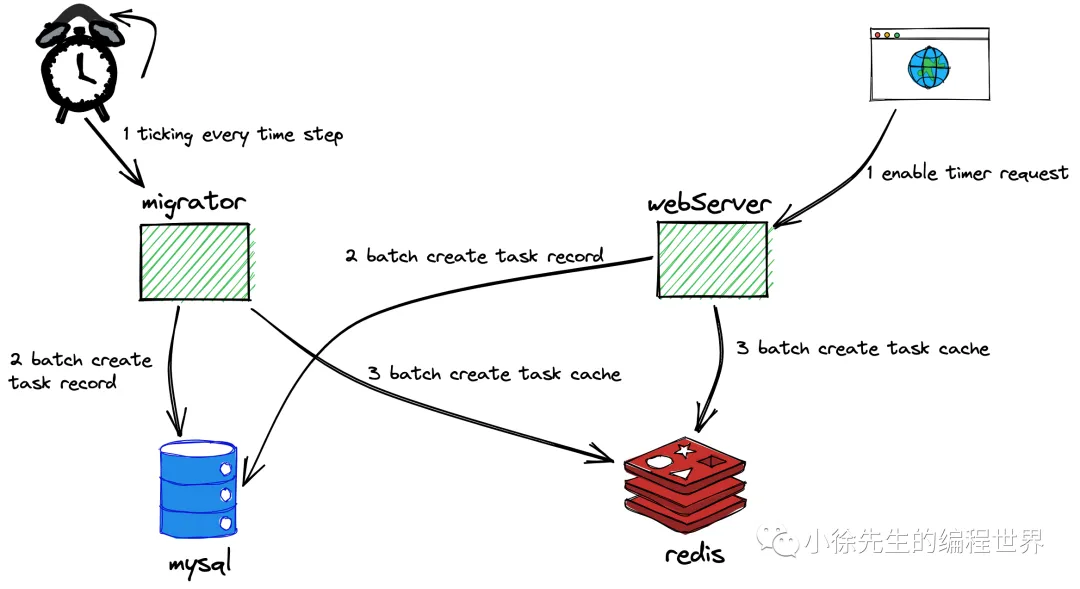 1 ticking every time step
1 enable timer request
migrator
webServer
2 batch create task record
2 batch create
task record
3 batch create task cache
3 batch create task cache
mysql
redis
小徐先生的编程世界